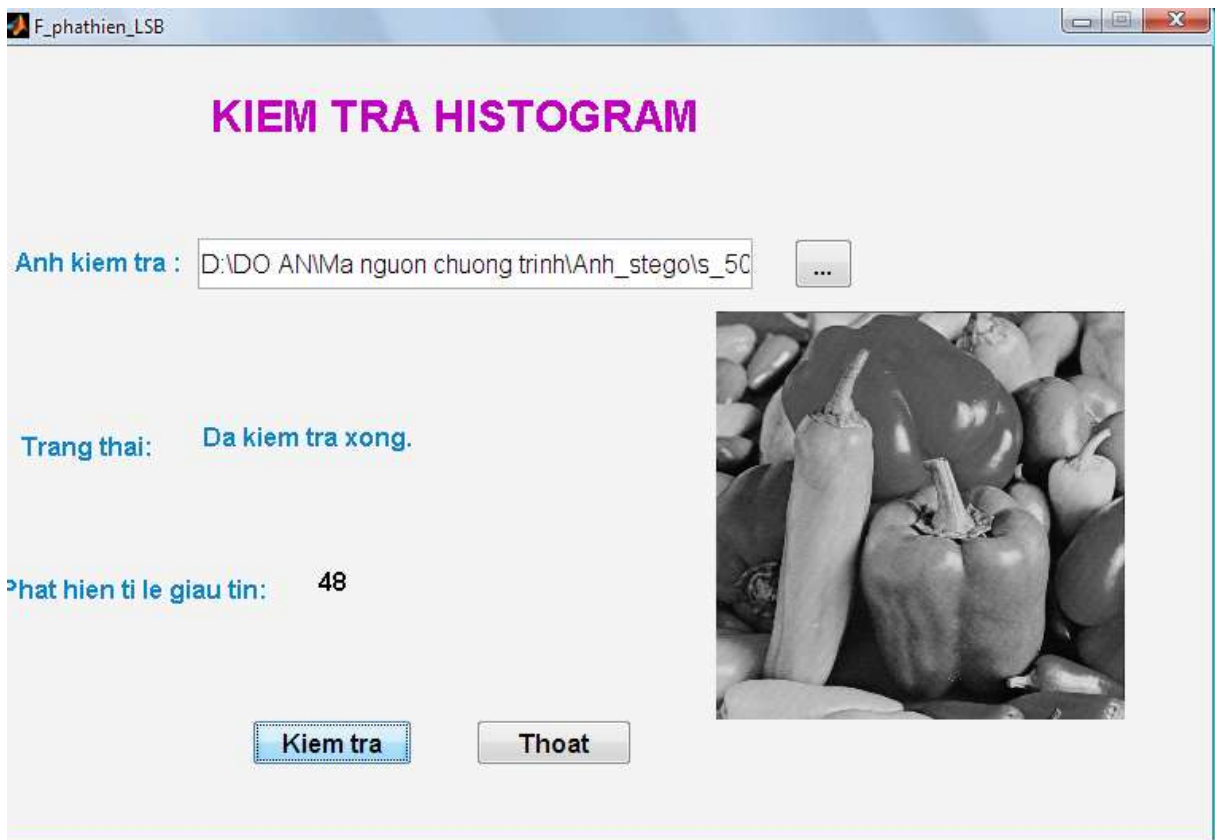 F_phathien_LSB
KIEM TRA HISTOGRAM
Anh kiem tra : D:\DO AN\Ma nguon chuong trinh\Anh_stego\s_50 ...
Trang thai: Da kiem tra xong.
Phat hien ti le giau tin: 48
Kiem tra Thoat